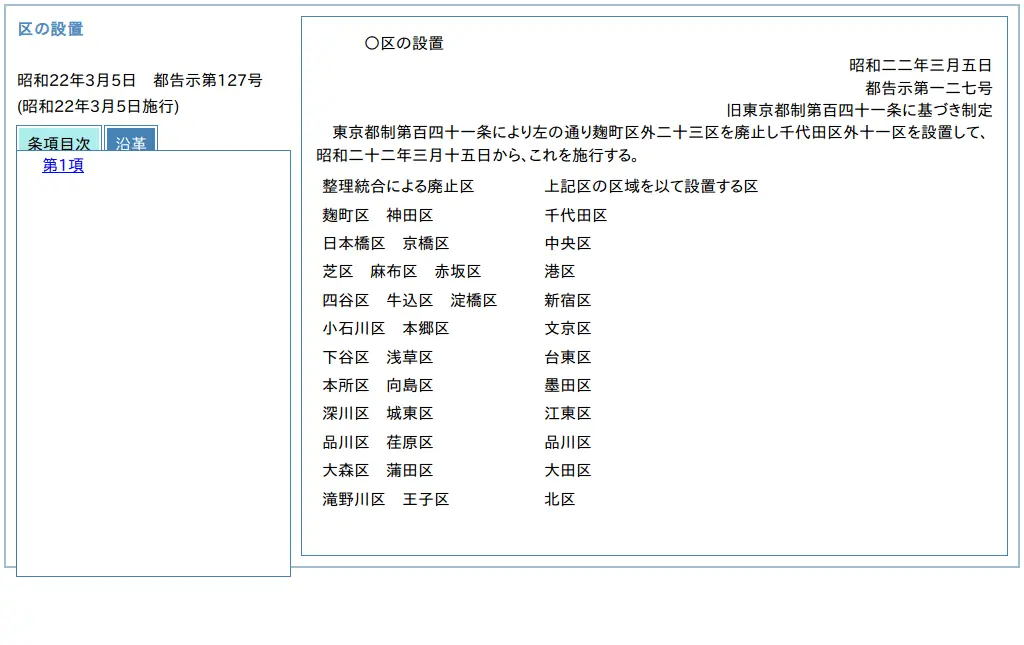 区の設置
昭和22年3月5日　都告示第127号
(昭和22年3月5日施行)
条項目次　沿革
第1項
○区の設置
昭和二二年三月五日
都告示第一二七号
旧東京都制第百四十一条に基づき制定
東京都制第百四十一条により左の通り麹町区外二十三区を廃止し千代田区外十一区を設置して、
昭和二十二年三月十五日から、これを施行する。
整理統合による廃止区　上記区の区域を以て設置する区
麹町区　神田区　千代田区
日本橋区　京橋区　中央区
芝区　麻布区　赤坂区　港区
四谷区　牛込区　淀橋区　新宿区
小石川区　本郷区　文京区
下谷区　浅草区　台東区
本所区　向島区　墨田区
深川区　城東区　江東区
品川区　荏原区　品川区
大森区　蒲田区　大田区
滝野川区　王子区　北区